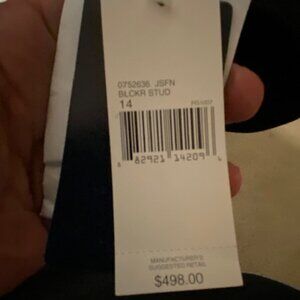 0752636 JSFN
BLCKR STUD
14
8 82921 14209 6
MANUFACTURER'S
SUGGESTED RETAIL
$498.00